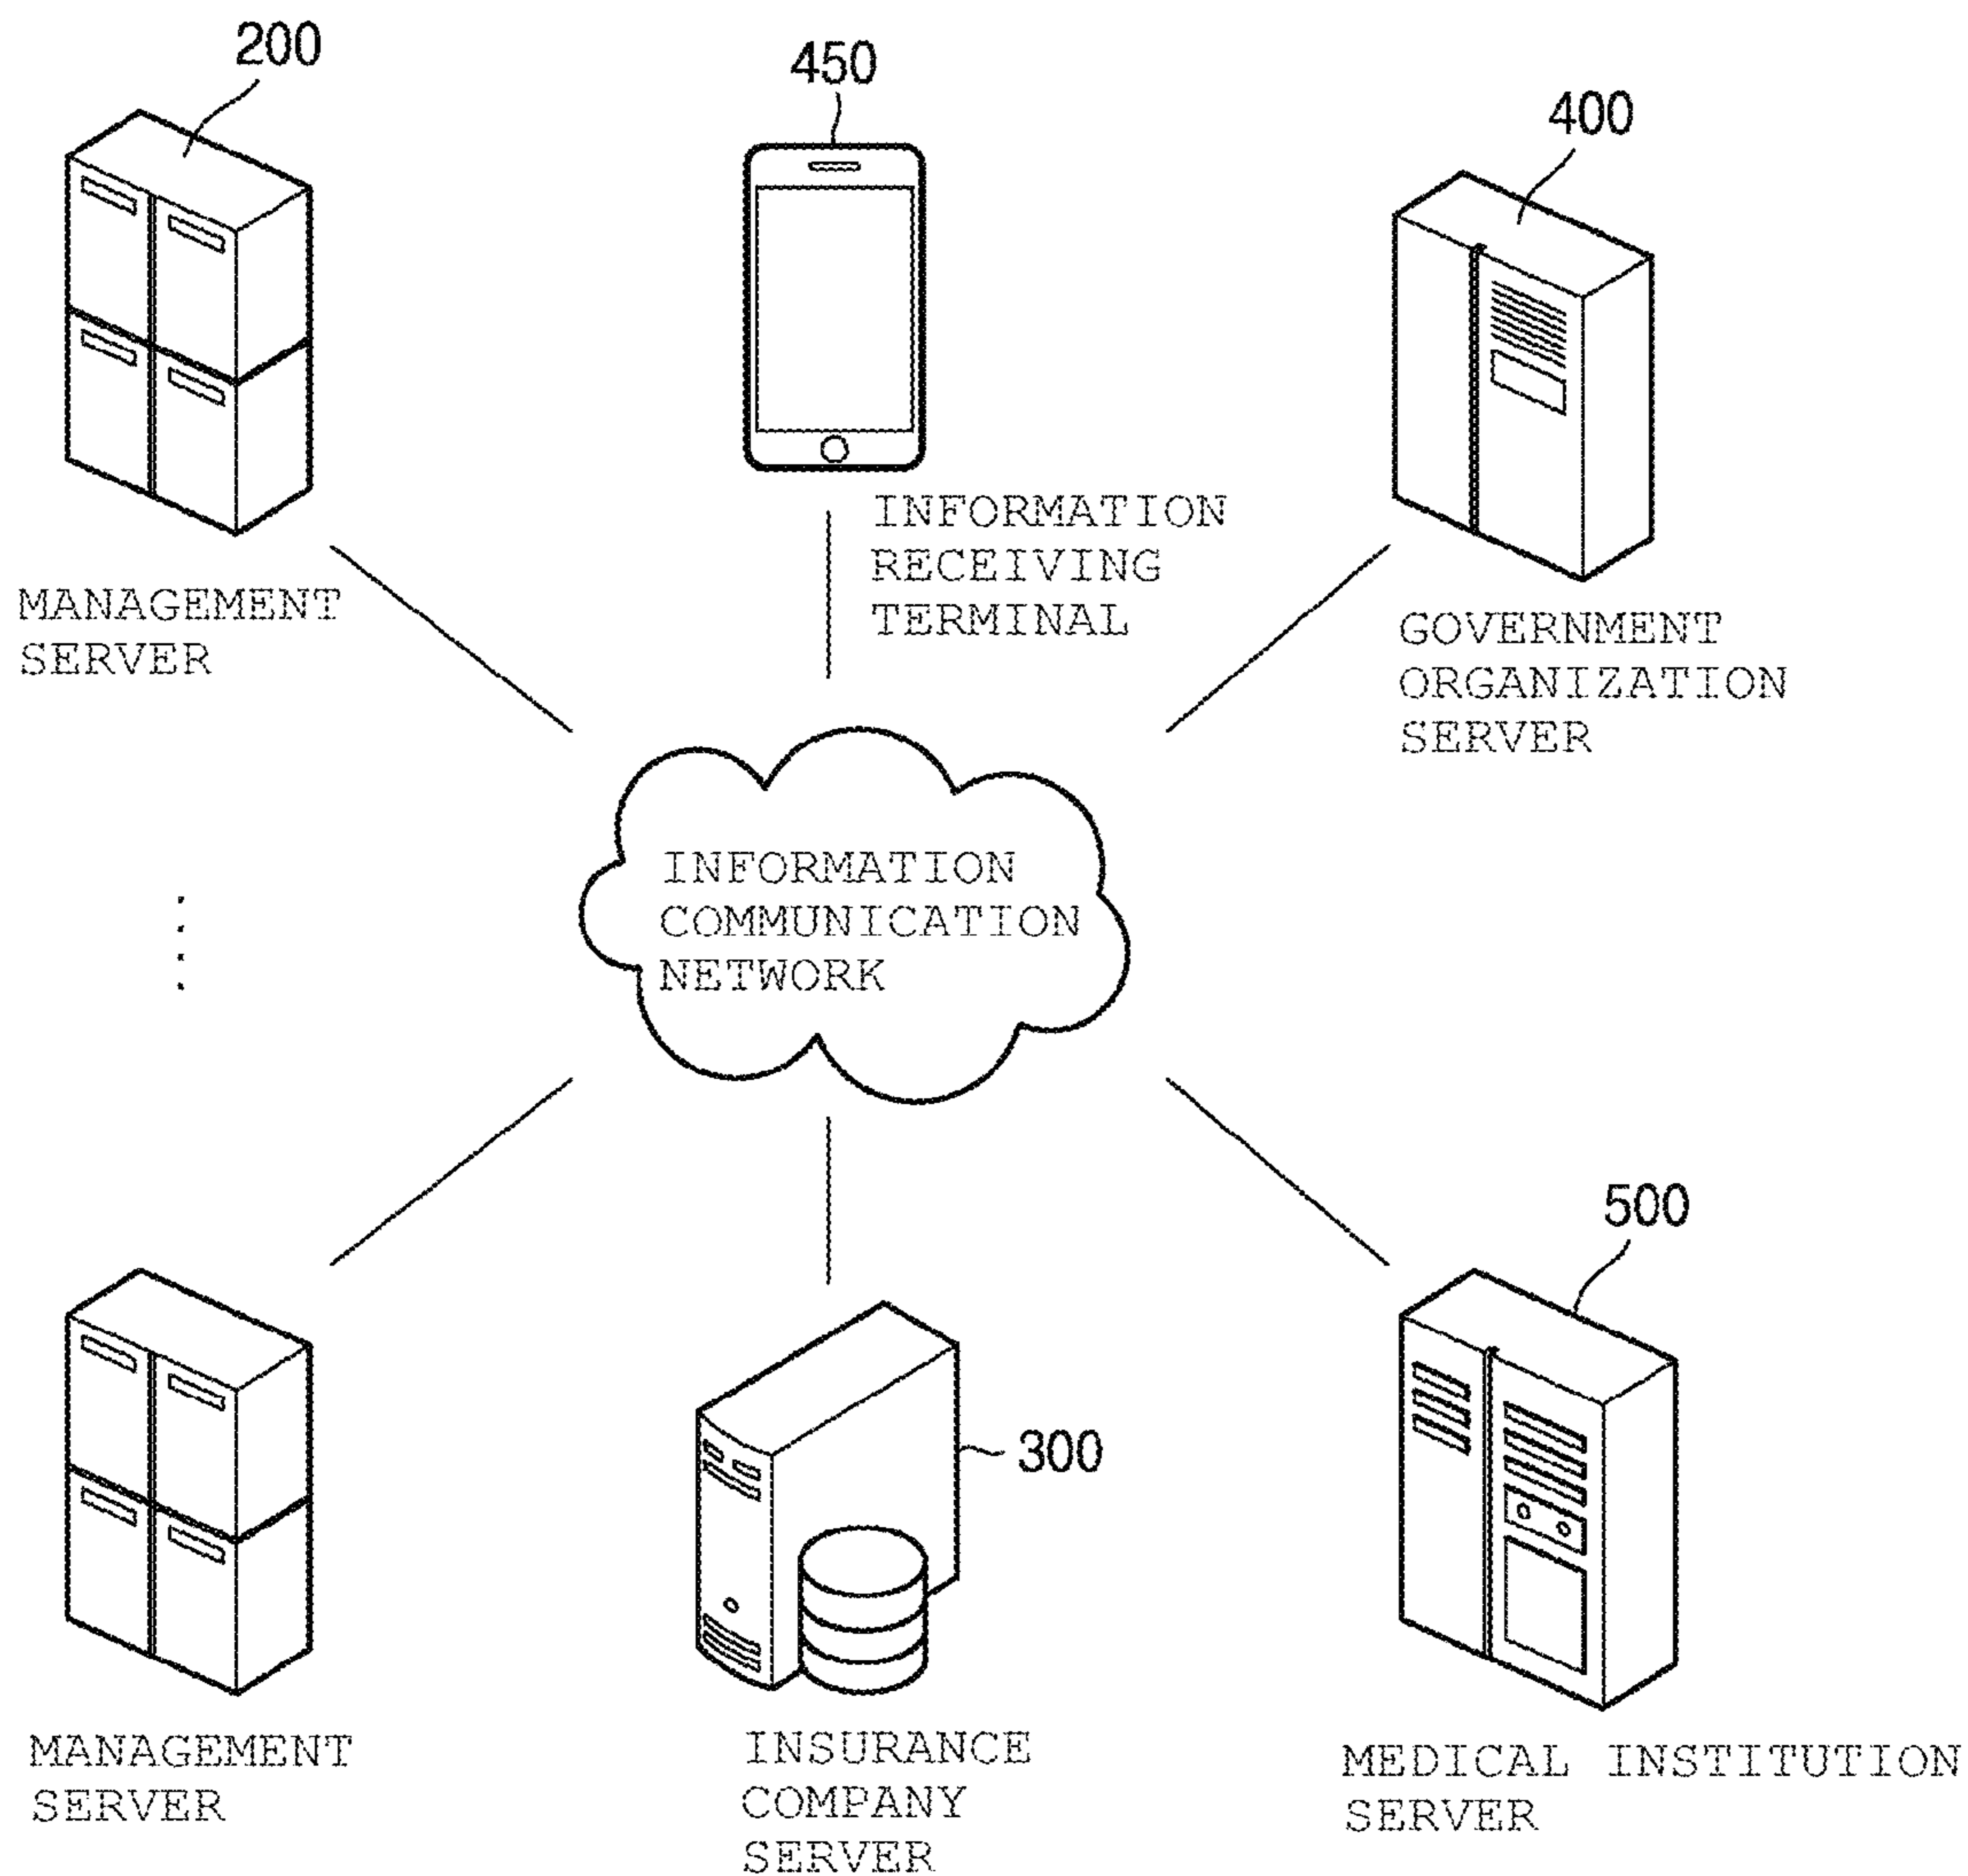 200
450
400
MANAGEMENT
SERVER
INFORMATION
RECEIVING
TERMINAL
GOVERNMENT
ORGANIZATION
SERVER
INFORMATION
COMMUNICATION
NETWORK
500
300
MANAGEMENT
SERVER
INSURANCE
COMPANY
SERVER
MEDICAL INSTITUTION
SERVER